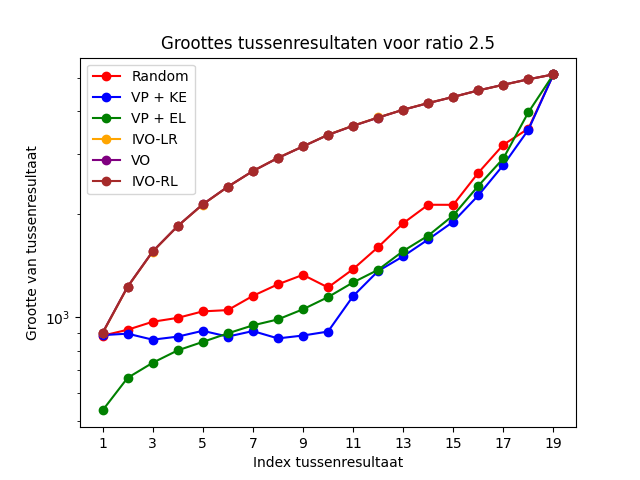 Groottes tussenresultaten voor ratio 2.5
Random
VP + KE
VP + EL
IVO-LR
VO
IVO-RL
Grootte van tussenresultaat
10³
1 3 5 7 9 11 13 15 17 19
Index tussenresultaat